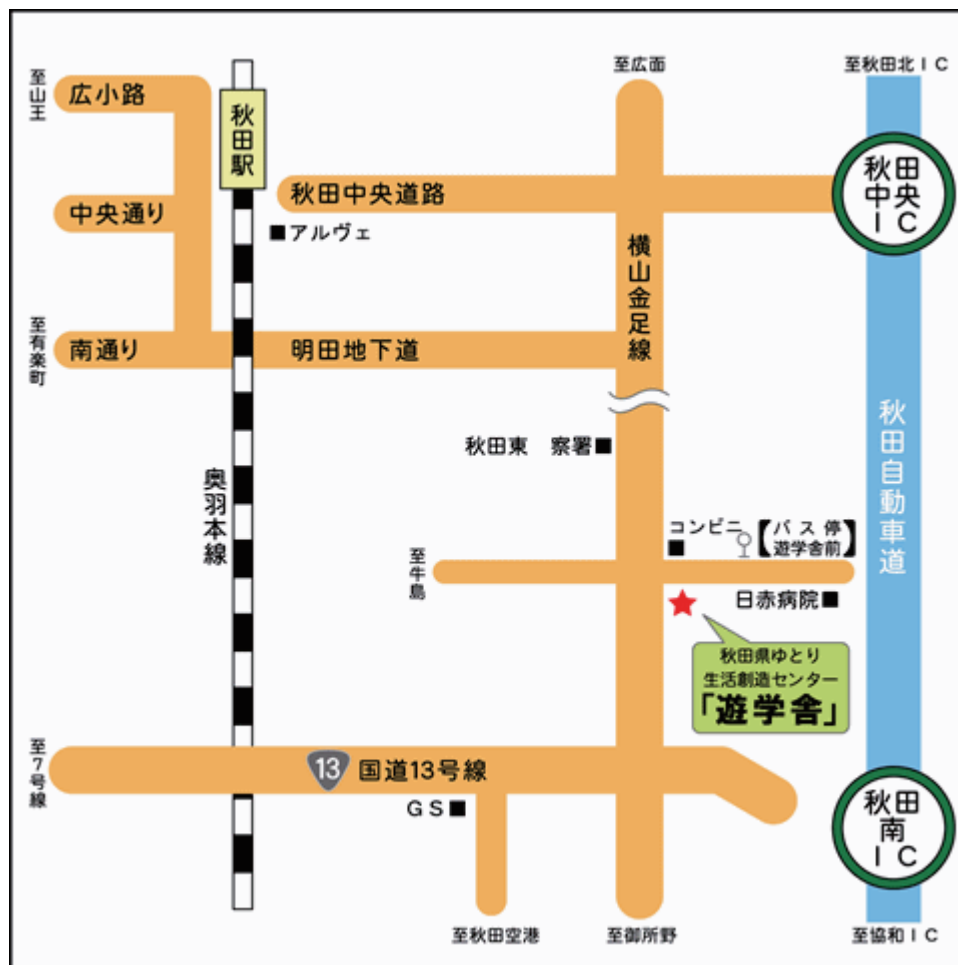 至広面
至秋田北IC
至山王
広小路
秋田駅
秋田中央道路
秋田
中央
IC
中央通り
■アルヴェ
横山金足線
至有楽町
南通り
明田地下道
秋田自動車道
秋田東　察署■
奥羽本線
コンビニ
■
【バス停
遊学舎前】
至牛島
日赤病院■
★
秋田県ゆとり
生活創造センター
「遊学舎」
至7号線
13
国道13号線
GS■
秋田
南
IC
至秋田空港
至御所野
至協和IC